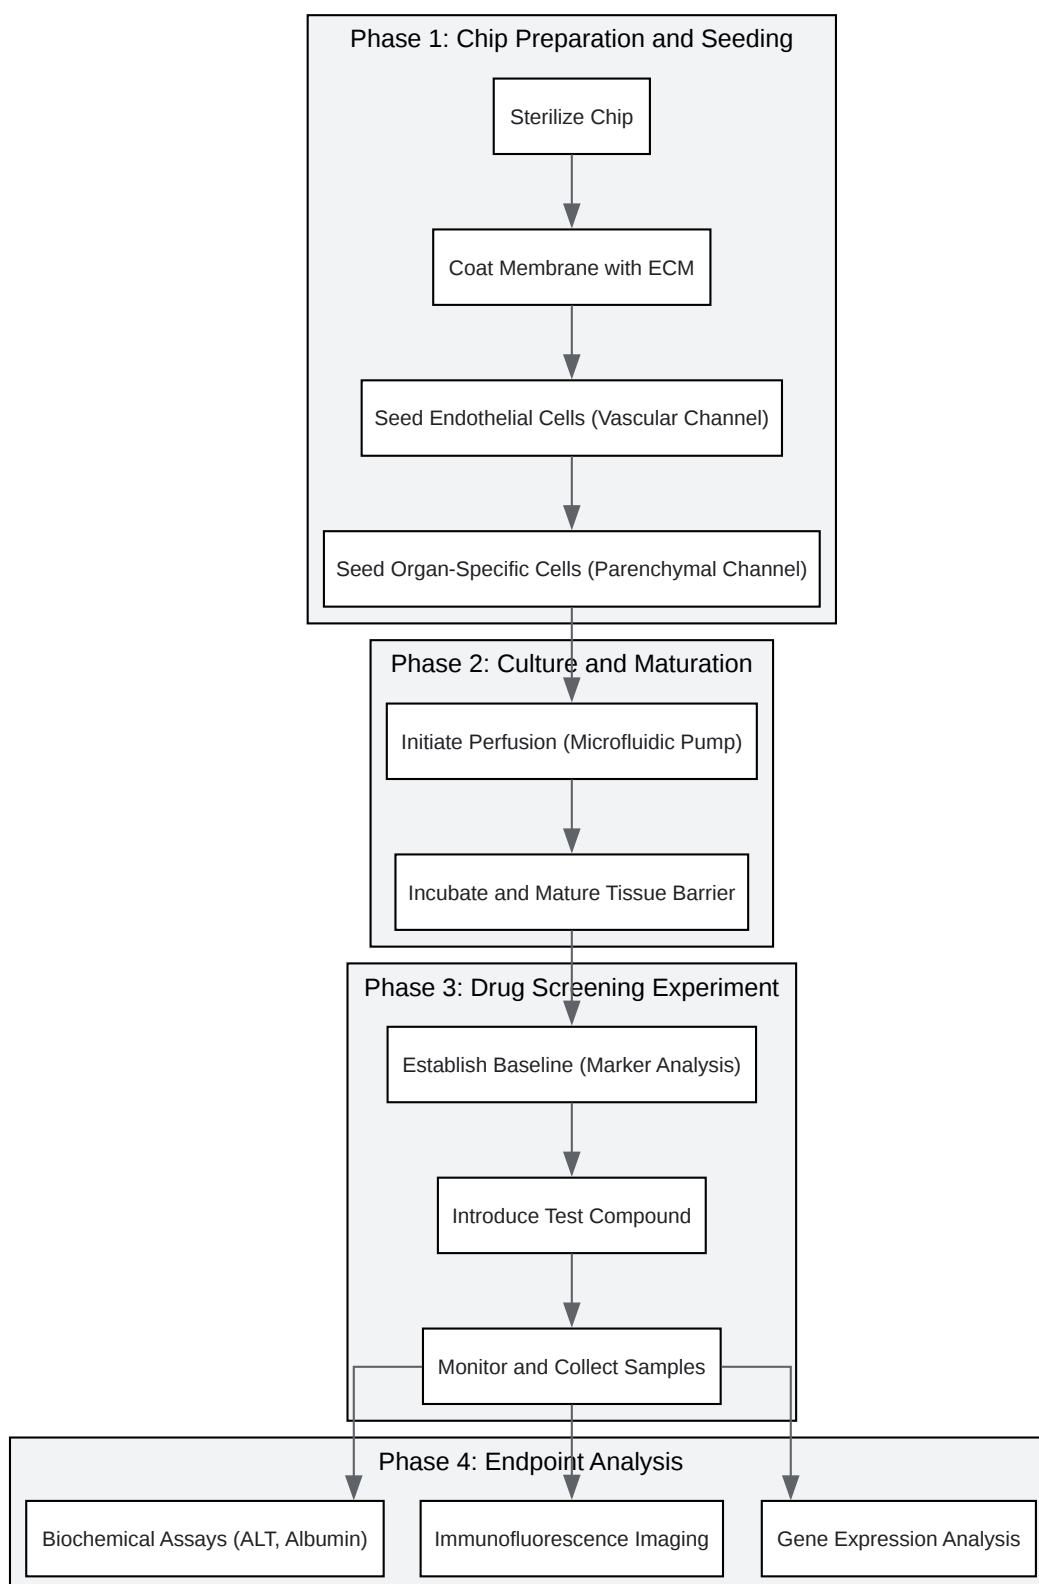 Phase 1: Chip Preparation and Seeding
Sterilize Chip
Coat Membrane with ECM
Seed Endothelial Cells (Vascular Channel)
Seed Organ-Specific Cells (Parenchymal Channel)
Phase 2: Culture and Maturation
Initiate Perfusion (Microfluidic Pump)
Incubate and Mature Tissue Barrier
Phase 3: Drug Screening Experiment
Establish Baseline (Marker Analysis)
Introduce Test Compound
Monitor and Collect Samples
Phase 4: Endpoint Analysis
Biochemical Assays (ALT, Albumin)
Immunofluorescence Imaging
Gene Expression Analysis